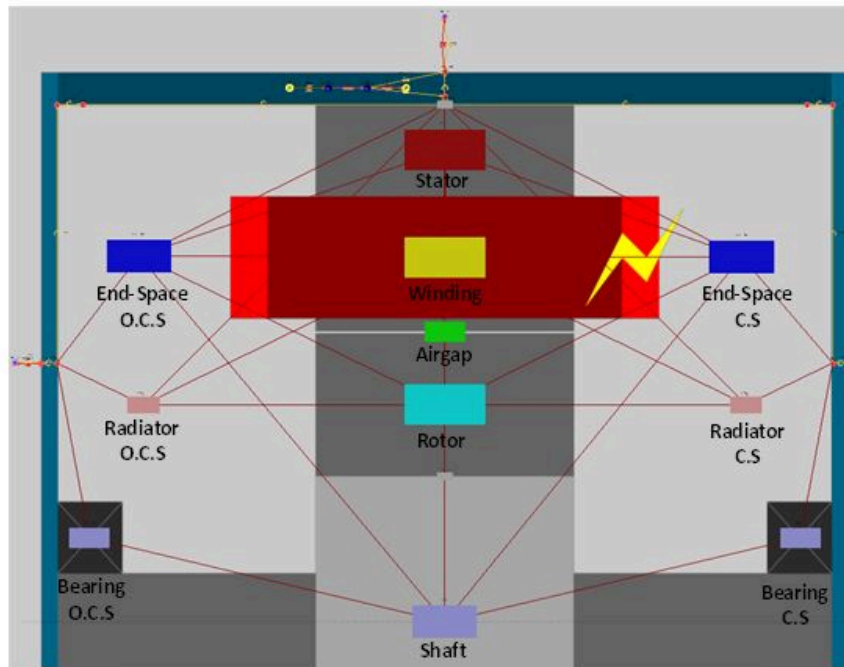 Stator
End-Space
O.C.S
Winding
End-Space
C.S
Airgap
Radiator
O.C.S
Rotor
Radiator
C.S
Bearing
O.C.S
Shaft
Bearing
C.S